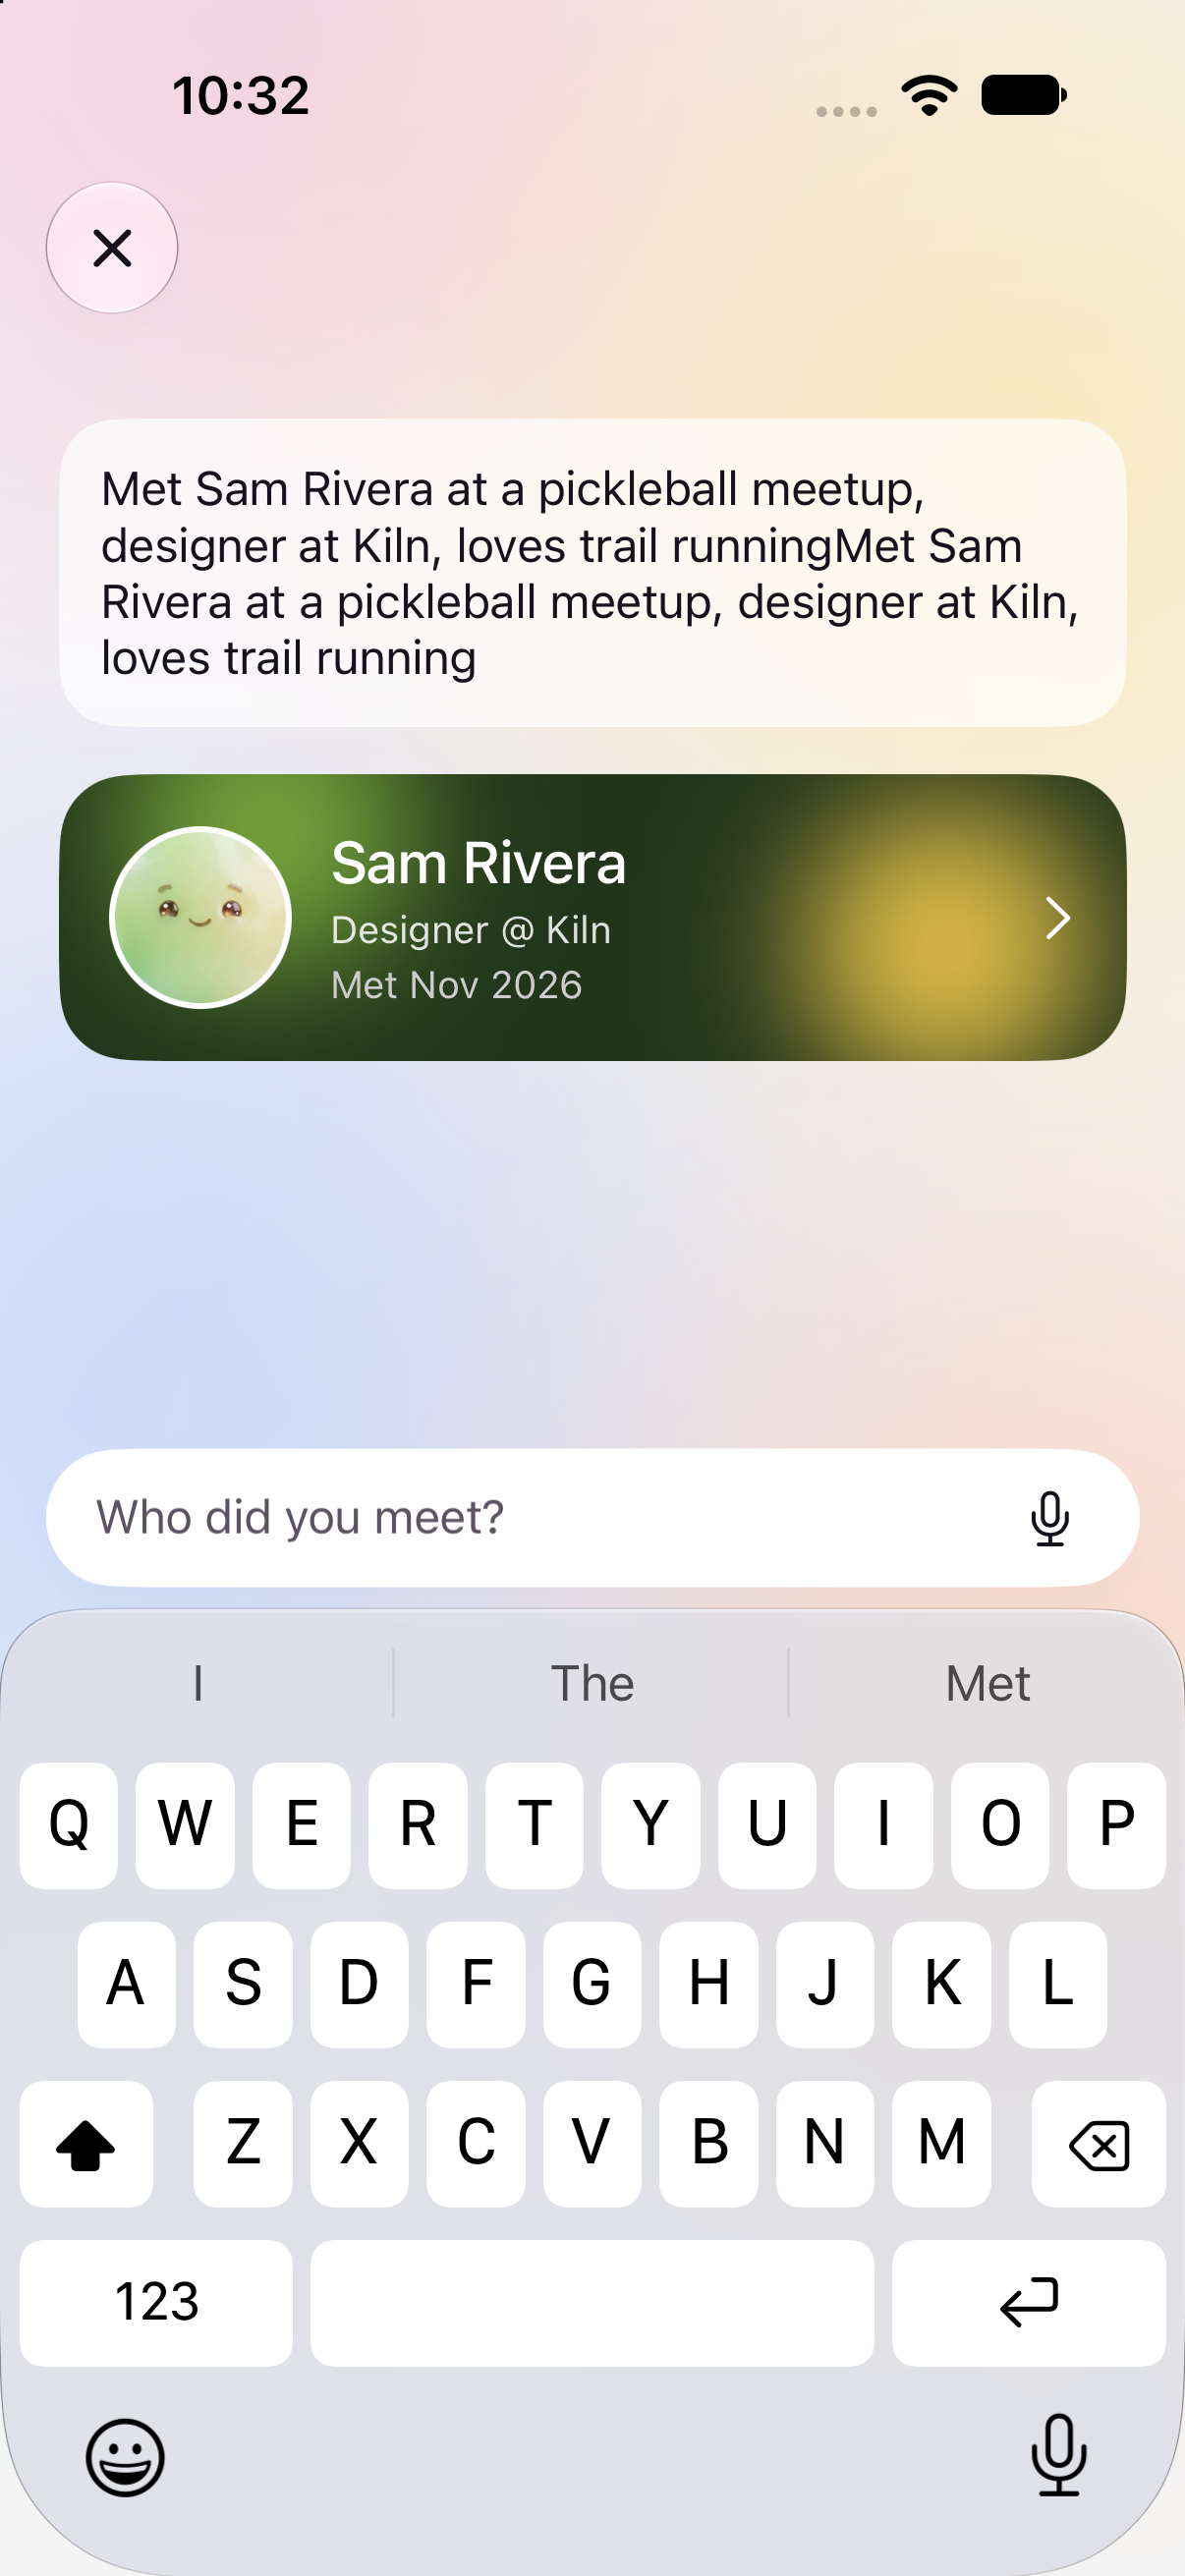 10:32
Met Sam Rivera at a pickleball meetup,
designer at Kiln, loves trail runningMet Sam
Rivera at a pickleball meetup, designer at Kiln,
loves trail running
Sam Rivera
Designer @ Kiln
Met Nov 2026
Who did you meet?
I The Met
Q W E R T Y U I O P
A S D F G H J K L
Z X C V B N M
123